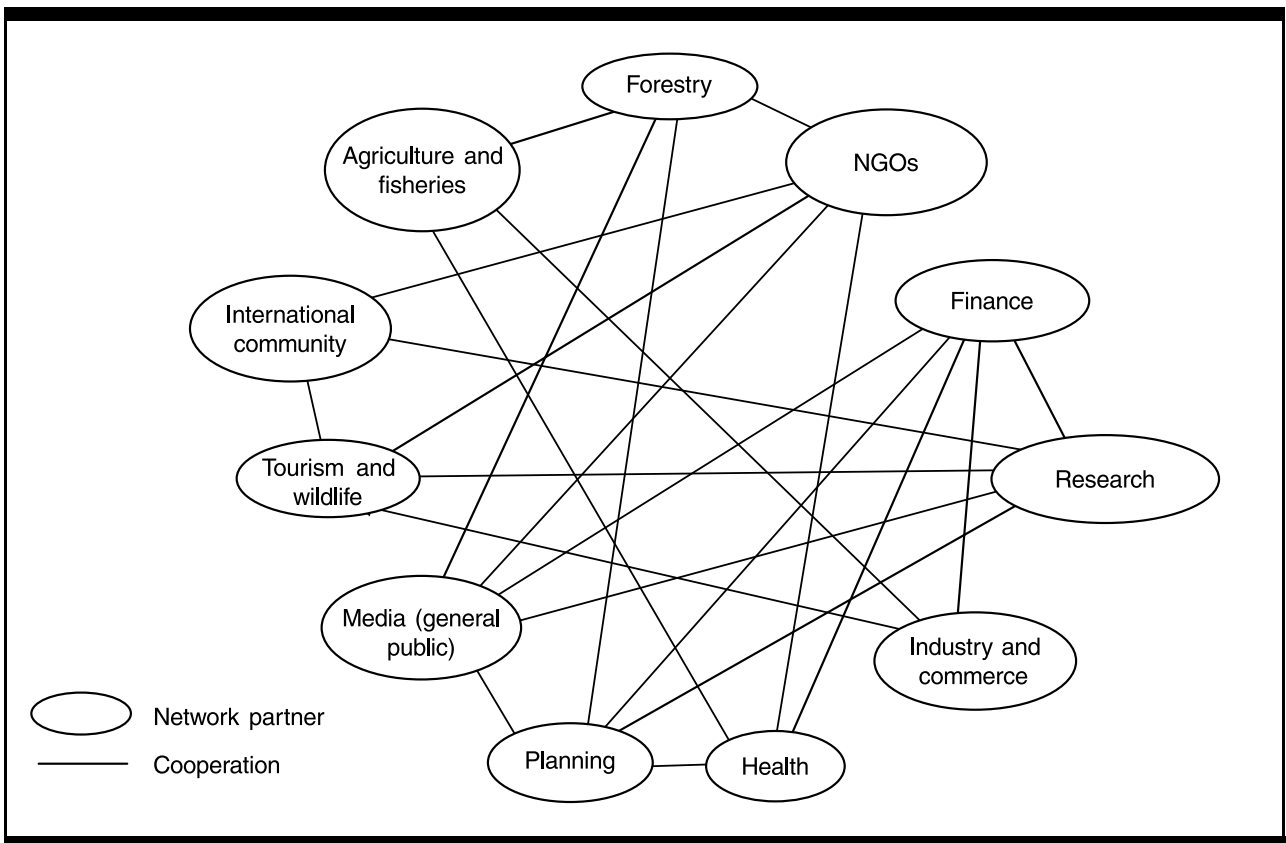 Forestry
Agriculture and
fisheries
NGOs
International
community
Finance
Tourism and
wildlife
Research
Media (general
public)
Industry and
commerce
Planning
Health
Network partner
Cooperation